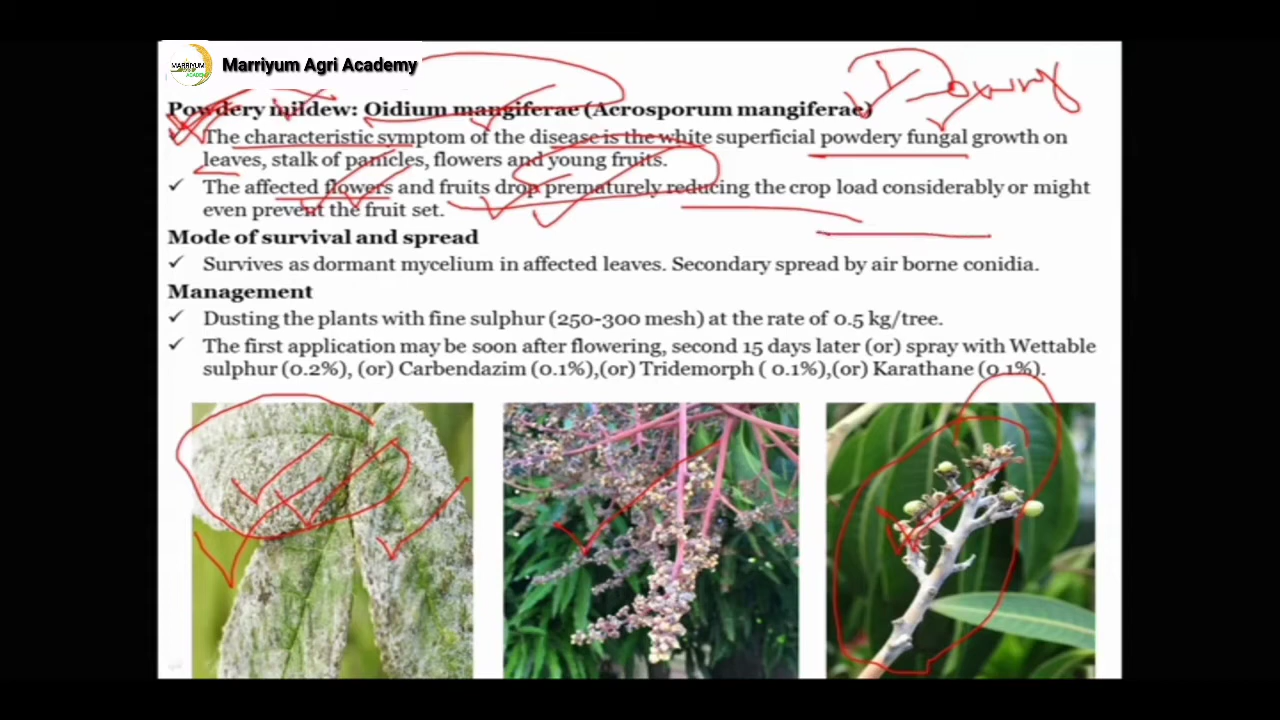 MARRIYUM
ACADEMY
Marriyum Agri Academy
Downy
Powdery mildew: Oidium mangiferae (Acrosporum mangiferae)
✓ The characteristic symptom of the disease is the white superficial powdery fungal growth on
leaves, stalk of panicles, flowers and young fruits.
✓ The affected flowers and fruits drop prematurely reducing the crop load considerably or might
even prevent the fruit set.
Mode of survival and spread
✓ Survives as dormant mycelium in affected leaves. Secondary spread by air borne conidia.
Management
✓ Dusting the plants with fine sulphur (250-300 mesh) at the rate of 0.5 kg/tree.
✓ The first application may be soon after flowering, second 15 days later (or) spray with Wettable
sulphur (0.2%), (or) Carbendazim (0.1%),(or) Tridemorph ( 0.1%),(or) Karathane (0.1%).